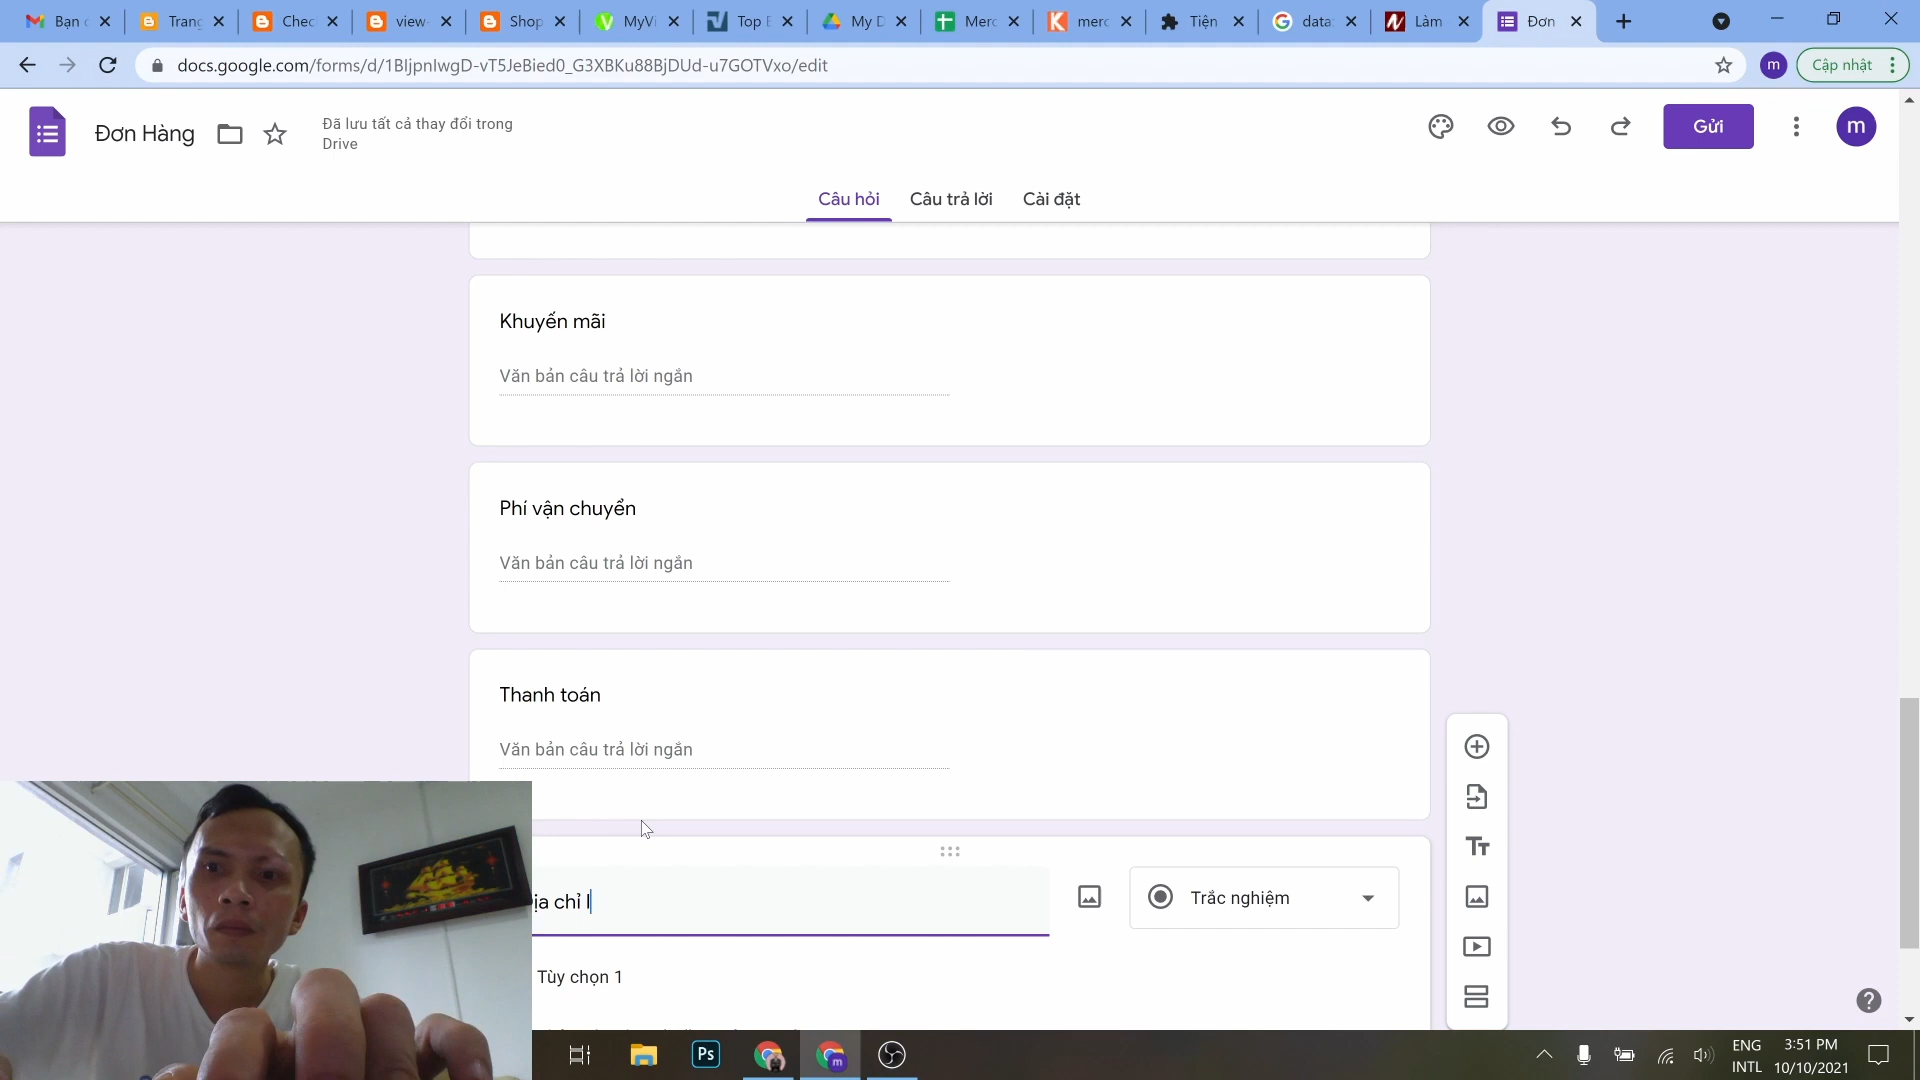 Bạn
Trang
Chec
view-
Shop
MyVi
Top
My D
Merc
merc
Tiện
data
Làm
Đơn
docs.google.com/forms/d/1BljpnIwgD-vT5JeBied0_G3XBKu88BjDUd-u7GOTVxo/edit
m
Cập nhật
Đơn Hàng
Đã lưu tất cả thay đổi trong
Drive
Gửi
m
Câu hỏi
Câu trả lời
Cài đặt
Khuyến mãi
Văn bản câu trả lời ngắn
Phí vận chuyển
Văn bản câu trả lời ngắn
Thanh toán
Văn bản câu trả lời ngắn
ịa chỉ I
Trắc nghiệm
Tùy chọn 1
Ps
m
ENG
INTL
3:51 PM
10/10/2021